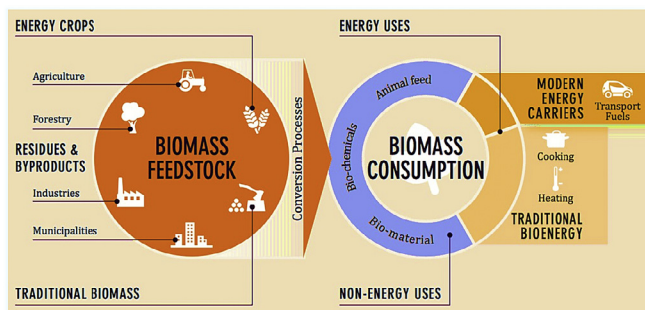 ENERGY CROPS
Agriculture
Forestry
RESIDUES &
BYPRODUCTS
Industries
Municipalities
TRADITIONAL BIOMASS
BIOMASS
FEEDSTOCK
Conversion Processes
ENERGY USES
Animal feed
Bio-chemicals
Bio-material
BIOMASS
CONSUMPTION
NON-ENERGY USES
MODERN
ENERGY
CARRIERS
Transport
Fuels
Cooking
Heating
TRADITIONAL
BIOENERGY